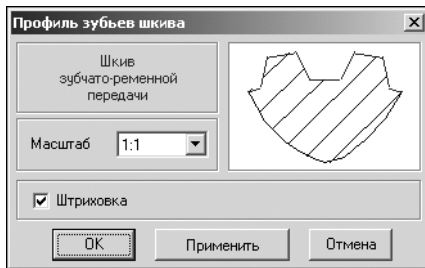 Профиль зубьев шкива
Шкив
зубчато-ременной
передачи
Масштаб 1:1
Штриховка
OK Применить Отмена